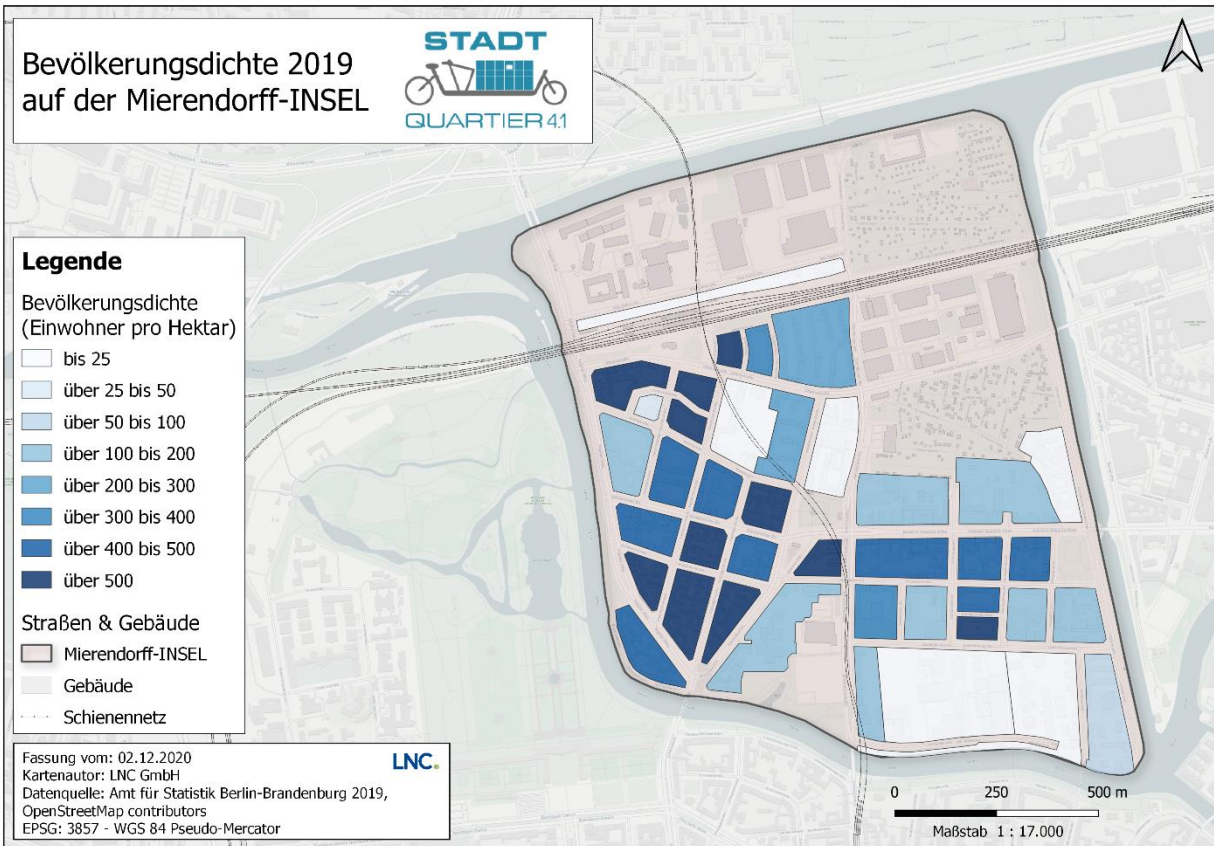 Bevölkerungsdichte 2019
auf der Mierendorff-INSEL
STADT
QUARTIER 4.1
Legende
Bevölkerungsdichte
(Einwohner pro Hektar)
bis 25
über 25 bis 50
über 50 bis 100
über 100 bis 200
über 200 bis 300
über 300 bis 400
über 400 bis 500
über 500
Straßen & Gebäude
Mierendorff-INSEL
Gebäude
Schienennetz
Fassung vom: 02.12.2020
Kartenautor: LNC GmbH
Datenquelle: Amt für Statistik Berlin-Brandenburg 2019,
OpenStreetMap contributors
EPSG: 3857 - WGS 84 Pseudo-Mercator
LNC.
0 250 500 m
Maßstab 1 : 17.000